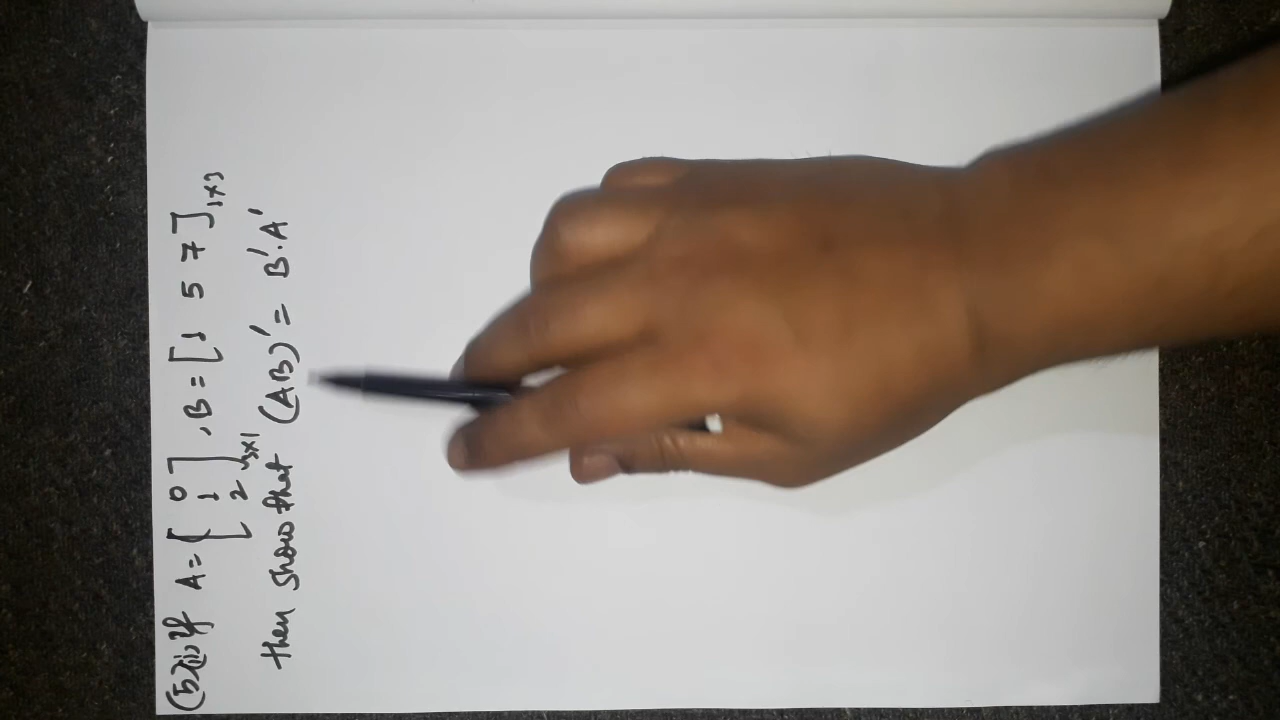 (5)(ii) If A = [0 1 2]3×1 , B = [1 5 7]1×3
then show that (AB)' = B'.A'